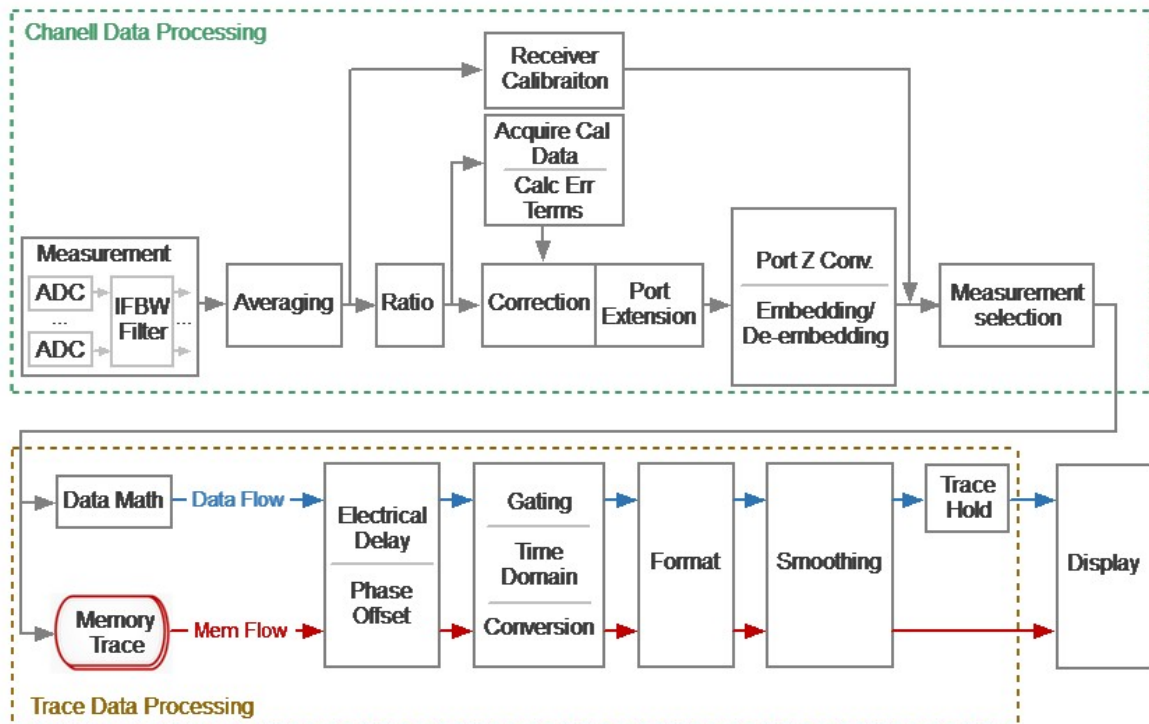 Chanell Data Processing
Receiver
Calibraiton
Acquire Cal
Data
Calc Err
Terms
Measurement
ADC
...
ADC
IFBW
Filter
...
Averaging
Ratio
Correction
Port
Extension
Port Z Conv.
Embedding/
De-embedding
Measurement
selection
Data Math
Data Flow
Memory
Trace
Mem Flow
Electrical
Delay
Phase
Offset
Gating
Time
Domain
Conversion
Format
Smoothing
Trace
Hold
Display
Trace Data Processing